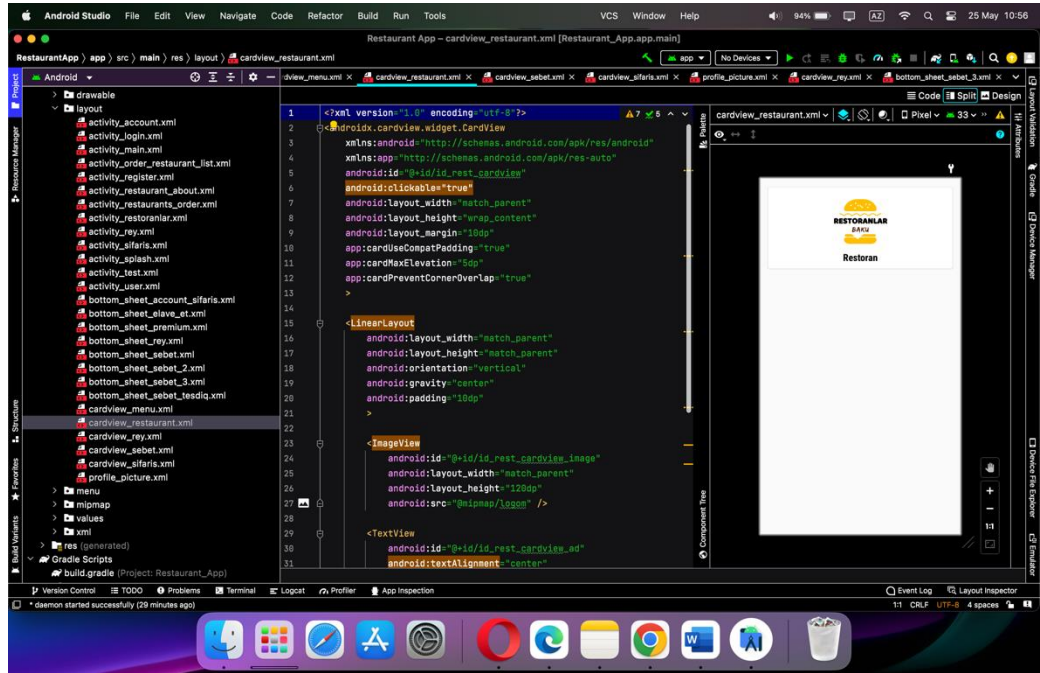 Android Studio File Edit View Navigate Code Refactor Build Run Tools VCS Window Help 94% AZ 25 May 10:56
Restaurant App – cardview_restaurant.xml [Restaurant_App.app.main]
RestaurantApp › app › src › main › res › layout › cardview_restaurant.xml app No Devices
Android
dview_menu.xml × cardview_restaurant.xml × cardview_sebet.xml × cardview_sifaris.xml × profile_picture.xml × cardview_rey.xml × bottom_sheet_sebet_3.xml ×
Code Split Design
Project
Resource Manager
Structure
Favorites
Build Variants
drawable
layout
activity_account.xml
activity_login.xml
activity_main.xml
activity_order_restaurant_list.xml
activity_register.xml
activity_restaurant_about.xml
activity_restaurants_order.xml
activity_restoranlar.xml
activity_rey.xml
activity_sifaris.xml
activity_splash.xml
activity_test.xml
activity_user.xml
bottom_sheet_account_sifaris.xml
bottom_sheet_elave_et.xml
bottom_sheet_premium.xml
bottom_sheet_rey.xml
bottom_sheet_sebet.xml
bottom_sheet_sebet_2.xml
bottom_sheet_sebet_3.xml
bottom_sheet_sebet_tesdiq.xml
cardview_menu.xml
cardview_restaurant.xml
cardview_rey.xml
cardview_sebet.xml
cardview_sifaris.xml
profile_picture.xml
menu
mipmap
values
xml
res (generated)
Gradle Scripts
build.gradle (Project: Restaurant_App)
1 <?xml version="1.0" encoding="utf-8"?> 7 5
2 <androidx.cardview.widget.CardView
3 xmlns:android="http://schemas.android.com/apk/res/android"
4 xmlns:app="http://schemas.android.com/apk/res-auto"
5 android:id="@+id/id_rest_cardview"
6 android:clickable="true"
7 android:layout_width="match_parent"
8 android:layout_height="wrap_content"
9 android:layout_margin="10dp"
10 app:cardUseCompatPadding="true"
11 app:cardMaxElevation="5dp"
12 app:cardPreventCornerOverlap="true"
13 >
14
15 <LinearLayout
16 android:layout_width="match_parent"
17 android:layout_height="match_parent"
18 android:orientation="vertical"
19 android:gravity="center"
20 android:padding="10dp"
21 >
22
23 <ImageView
24 android:id="@+id/id_rest_cardview_image"
25 android:layout_width="match_parent"
26 android:layout_height="120dp"
27 android:src="@mipmap/logom" />
28
29 <TextView
30 android:id="@+id/id_rest_cardview_ad"
31 android:textAlignment="center"
Palette
Component Tree
cardview_restaurant.xml Pixel 33
RESTORANLAR
BAKU
Restoran
1:1
Layout Validation
Attributes
Gradle
Device Manager
Device File Explorer
Emulator
Version Control TODO Problems Terminal Logcat Profiler App Inspection Event Log Layout Inspector
* daemon started successfully (29 minutes ago) 1:1 CRLF UTF-8 4 spaces